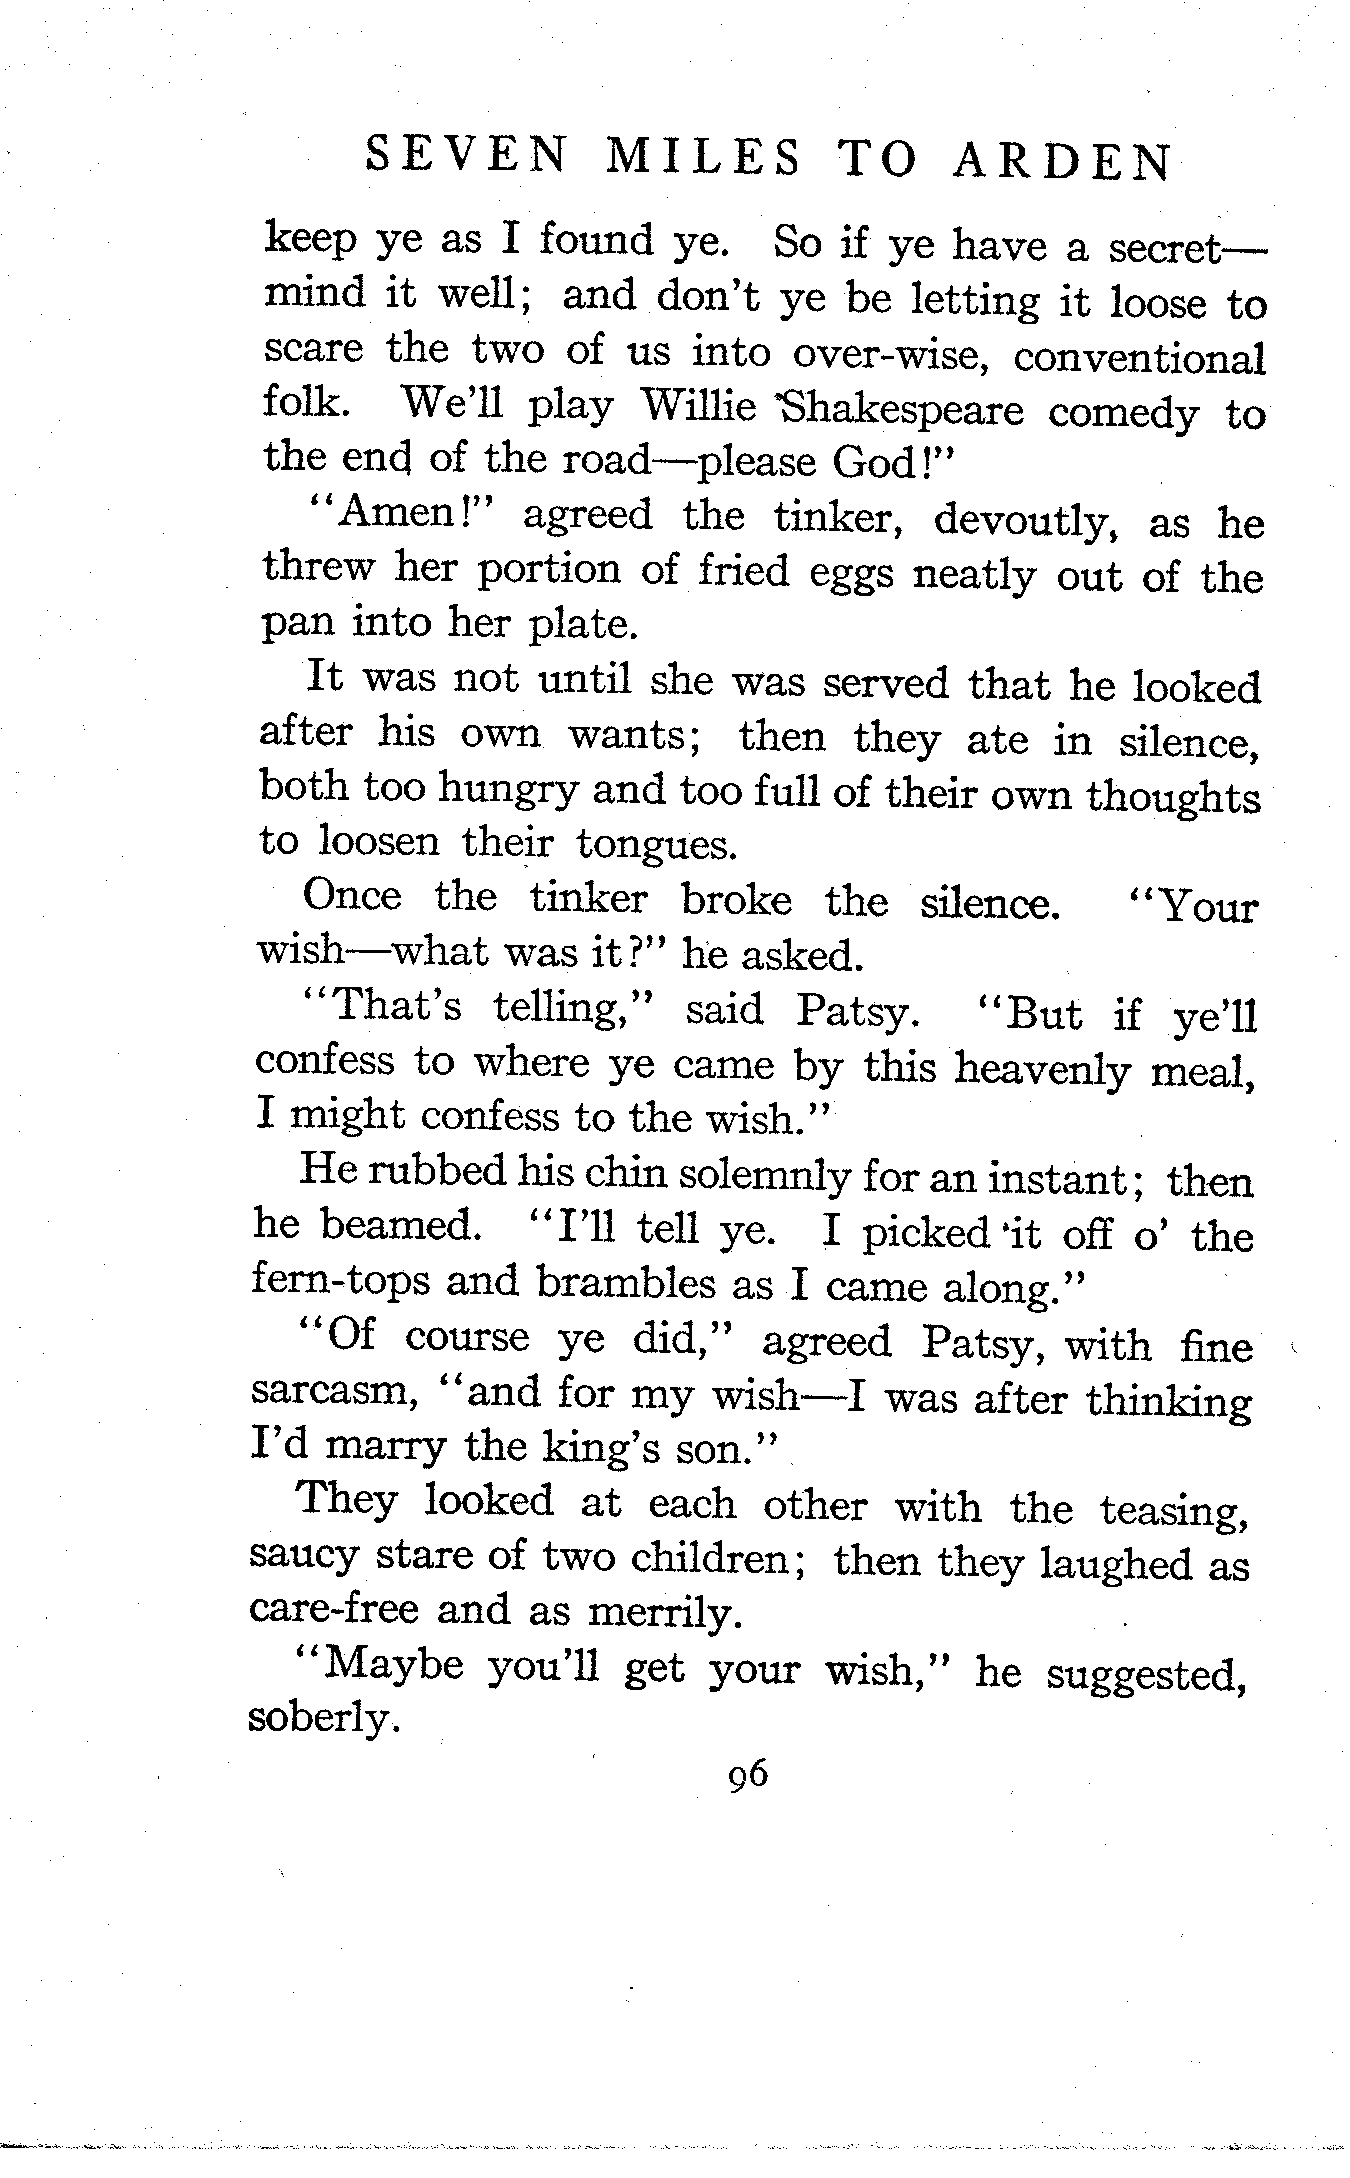 SEVEN MILES TO ARDEN
keep ye as I found ye. So if ye have a secret—
mind it well; and don't ye be letting it loose to
scare the two of us into over-wise, conventional
folk. We'll play Willie Shakespeare comedy to
the end of the road—please God!"
"Amen!" agreed the tinker, devoutly, as he
threw her portion of fried eggs neatly out of the
pan into her plate.
It was not until she was served that he looked
after his own wants; then they ate in silence,
both too hungry and too full of their own thoughts
to loosen their tongues.
Once the tinker broke the silence. "Your
wish—what was it?" he asked.
"That's telling," said Patsy. "But if ye'll
confess to where ye came by this heavenly meal,
I might confess to the wish."
He rubbed his chin solemnly for an instant; then
he beamed. "I'll tell ye. I picked it off o' the
fern-tops and brambles as I came along."
"Of course ye did," agreed Patsy, with fine
sarcasm, "and for my wish—I was after thinking
I'd marry the king's son."
They looked at each other with the teasing,
saucy stare of two children; then they laughed as
care-free and as merrily.
"Maybe you'll get your wish," he suggested,
soberly.
96